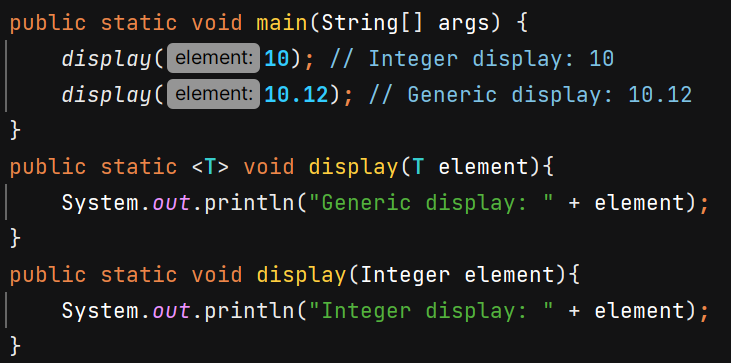 public static void main(String[] args) {
display( element: 10); // Integer display: 10
display( element: 10.12); // Generic display: 10.12
}
public static <T> void display(T element){
System.out.println("Generic display: " + element);
}
public static void display(Integer element){
System.out.println("Integer display: " + element);
}